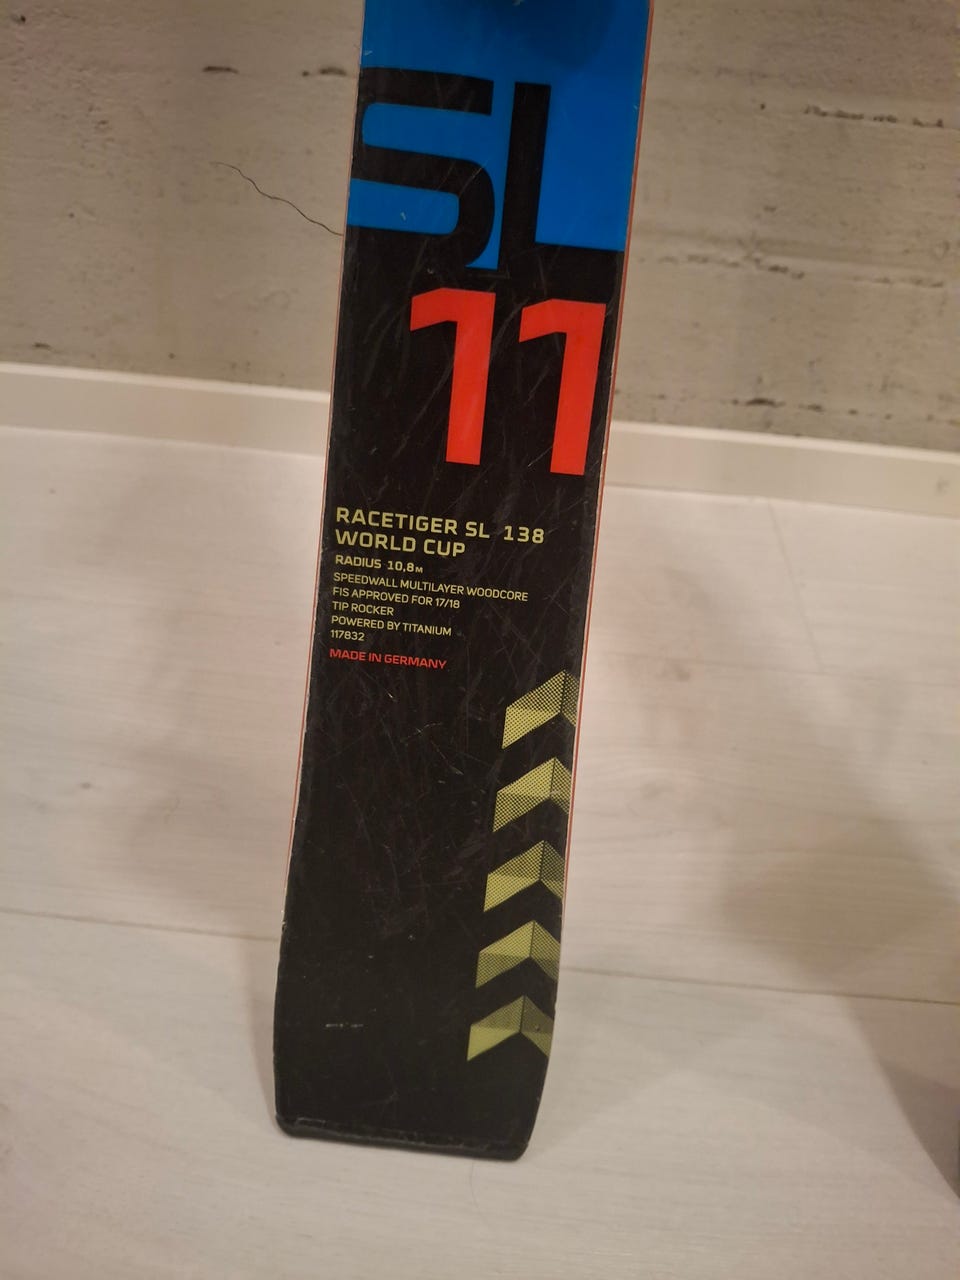 SL
11
RACETIGER SL 138
WORLD CUP
RADIUS 10,8M
SPEEDWALL MULTILAYER WOODCORE
FIS APPROVED FOR 17/18
TIP ROCKER
POWERED BY TITANIUM
117832
MADE IN GERMANY